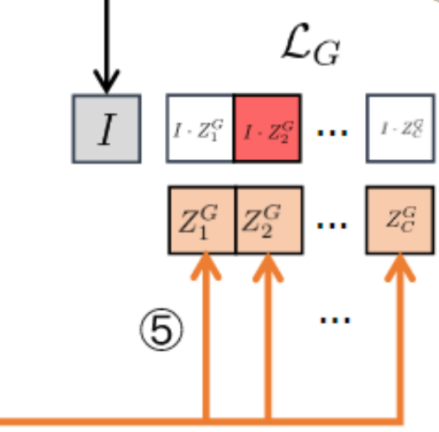 ℒ_G
I I · Z_1^G I · Z_2^G ... I · Z_C^G
Z_1^G Z_2^G ... Z_C^G
⑤ ...